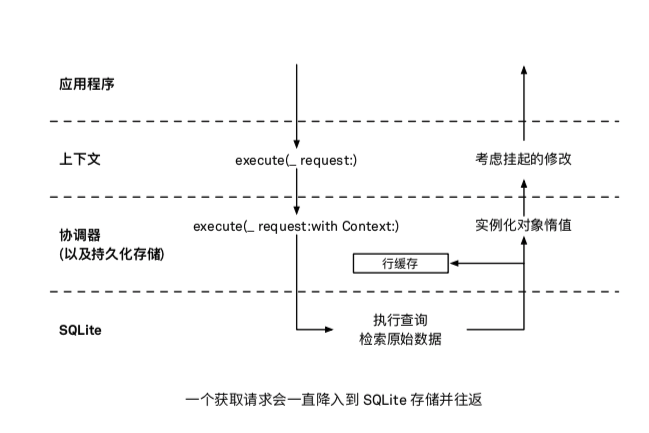 应用程序
上下文
execute(_ request:)
考虑挂起的修改
协调器
(以及持久化存储)
execute(_ request:with Context:)
实例化对象惰值
行缓存
SQLite
执行查询
检索原始数据
一个获取请求会一直降入到 SQLite 存储并往返